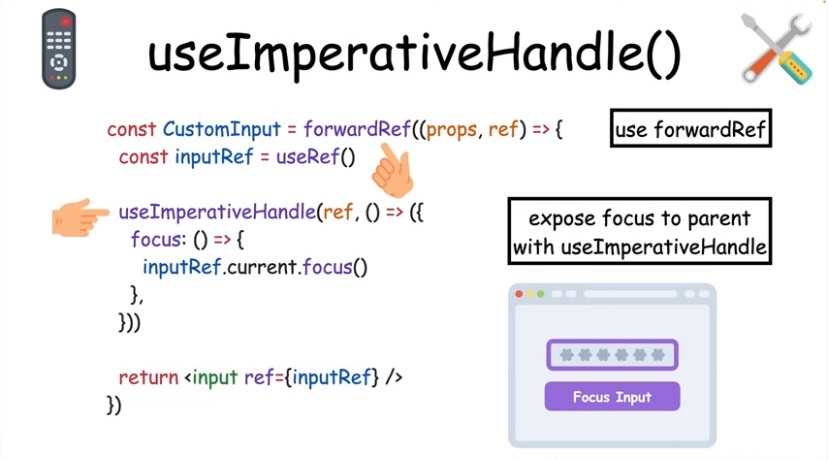 useImperativeHandle()
const CustomInput = forwardRef((props, ref) => {
const inputRef = useRef()
useImperativeHandle(ref, () => ({
focus: () => {
inputRef.current.focus()
},
}))
return <input ref={inputRef} />
})
use forwardRef
expose focus to parent
with useImperativeHandle
Focus Input